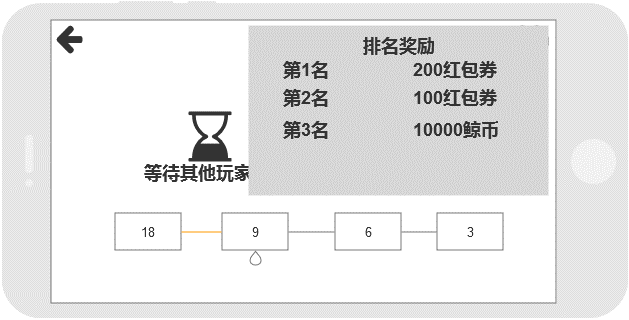 排名奖励
第1名 200红包券
第2名 100红包券
第3名 10000鲸币
等待其他玩家
18 9 6 3